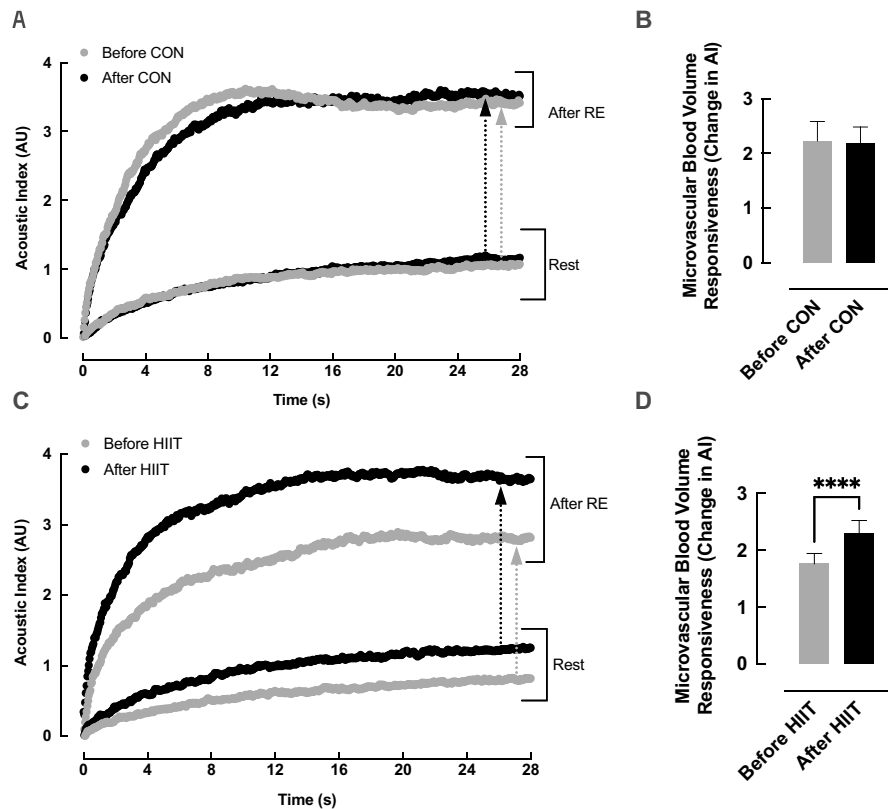 A
Before CON
After CON
Acoustic Index (AU)
4
3
2
1
0
After RE
Rest
0 4 8 10 16 20 24 28
Time (s)
B
Microvascular Blood Volume
Responsiveness (Change in AI)
3
2
1
0
Before CON
After CON
C
Before HIIT
After HIIT
Acoustic Index (AU)
4
3
2
1
0
After RE
Rest
0 4 8 10 16 20 24 28
Time (s)
D
Microvascular Blood Volume
Responsiveness (Change in AI)
3
2
1
0
****
Before HIIT
After HIIT